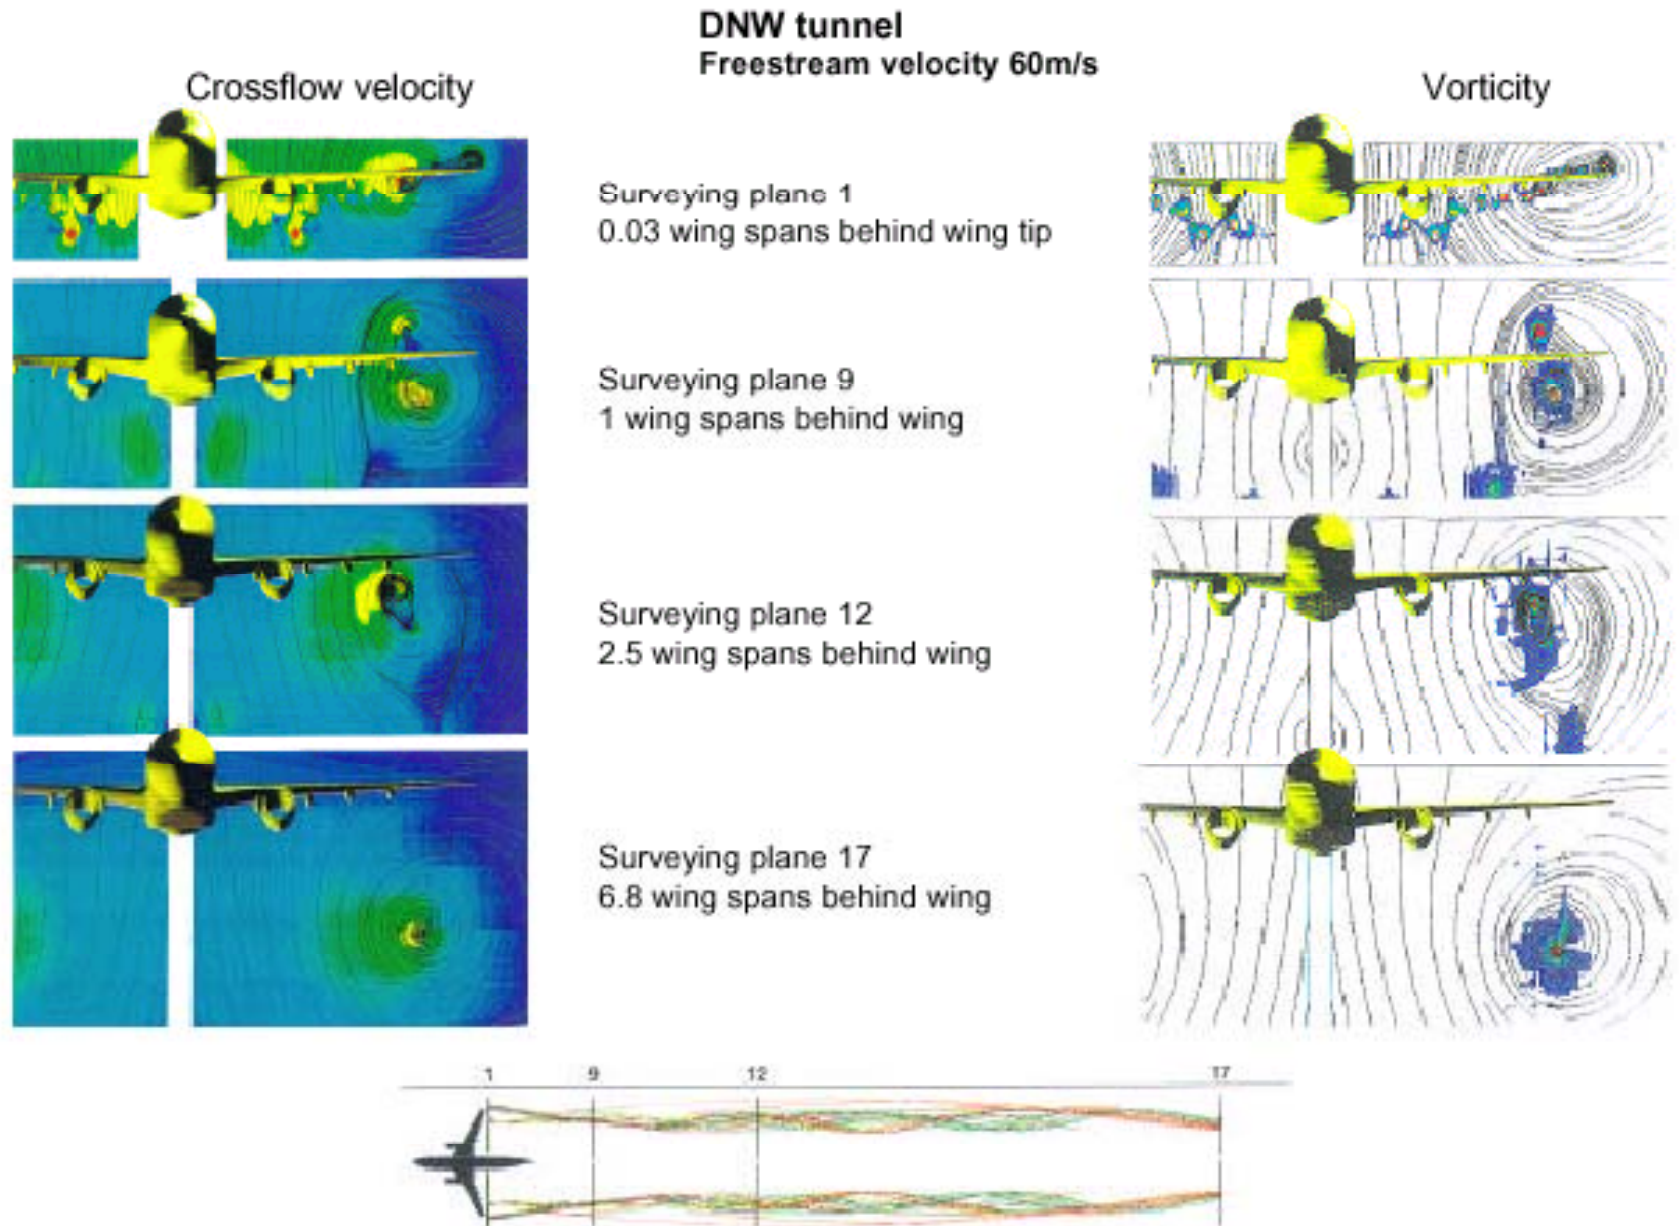 DNW tunnel
Freestream velocity 60m/s
Crossflow velocity
Vorticity
Surveying plane 1
0.03 wing spans behind wing tip
Surveying plane 9
1 wing spans behind wing
Surveying plane 12
2.5 wing spans behind wing
Surveying plane 17
6.8 wing spans behind wing
1 9 12 17